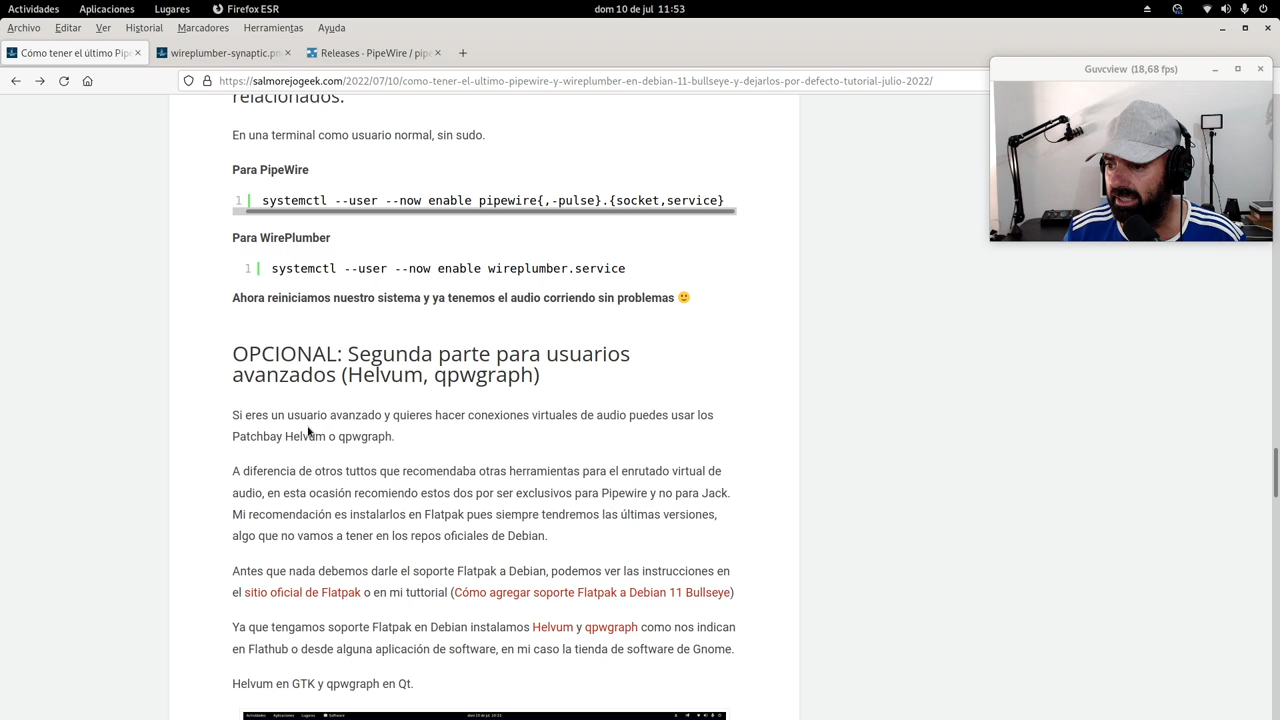 Actividades Aplicaciones Lugares Firefox ESR dom 10 de jul 11:53
Archivo Editar Ver Historial Marcadores Herramientas Ayuda
Cómo tener el último Pip
wireplumber-synaptic.pn
Releases · PipeWire / pipe
https://salmorejogeek.com/2022/07/10/como-tener-el-ultimo-pipewire-y-wireplumber-en-debian-11-bullseye-y-dejarlos-por-defecto-tutorial-julio-2022/
Guvcview (18,68 fps)
relacionados.
En una terminal como usuario normal, sin sudo.
Para PipeWire
1 systemctl --user --now enable pipewire{,-pulse}.{socket,service}
Para WirePlumber
1 systemctl --user --now enable wireplumber.service
Ahora reiniciamos nuestro sistema y ya tenemos el audio corriendo sin problemas 🙂
OPCIONAL: Segunda parte para usuarios
avanzados (Helvum, qpwgraph)
Si eres un usuario avanzado y quieres hacer conexiones virtuales de audio puedes usar los
Patchbay Helvum o qpwgraph.
A diferencia de otros tuttos que recomendaba otras herramientas para el enrutado virtual de
audio, en esta ocasión recomiendo estos dos por ser exclusivos para Pipewire y no para Jack.
Mi recomendación es instalarlos en Flatpak pues siempre tendremos las últimas versiones,
algo que no vamos a tener en los repos oficiales de Debian.
Antes que nada debemos darle el soporte Flatpak a Debian, podemos ver las instrucciones en
el sitio oficial de Flatpak o en mi tuttorial (Cómo agregar soporte Flatpak a Debian 11 Bullseye)
Ya que tengamos soporte Flatpak en Debian instalamos Helvum y qpwgraph como nos indican
en Flathub o desde alguna aplicación de software, en mi caso la tienda de software de Gnome.
Helvum en GTK y qpwgraph en Qt.